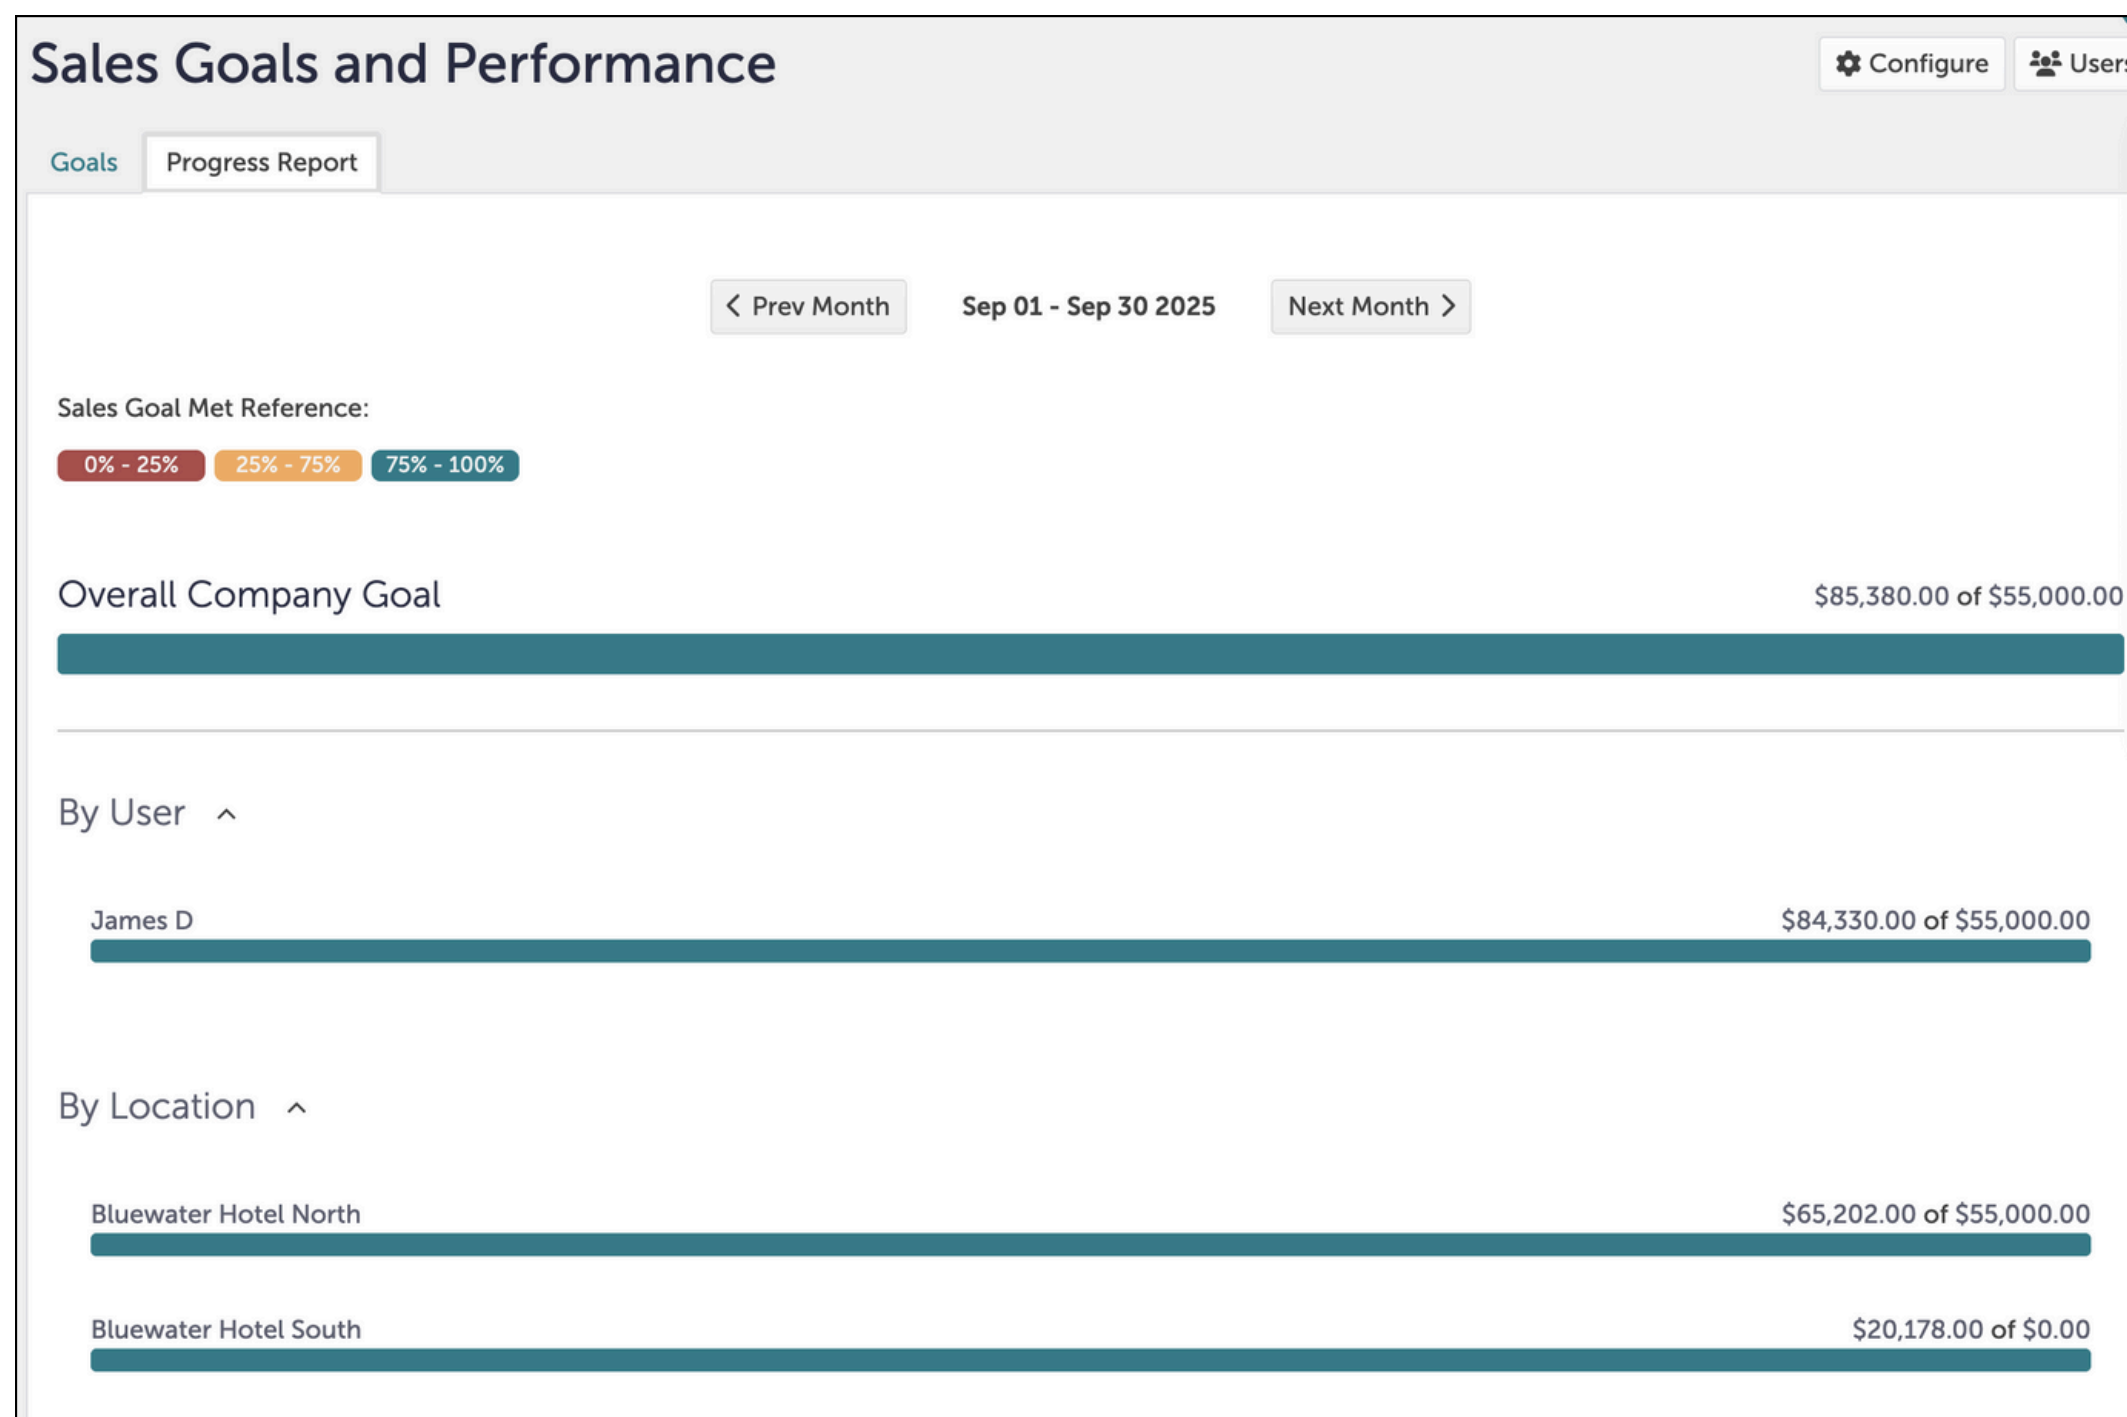 Sales Goals and Performance
Configure
Users
Goals
Progress Report
Prev Month
Sep 01 - Sep 30 2025
Next Month
Sales Goal Met Reference:
0% - 25% 25% - 75% 75% - 100%
Overall Company Goal
$85,380.00 of $55,000.00
By User
James D
$84,330.00 of $55,000.00
By Location
Bluewater Hotel North
$65,202.00 of $55,000.00
Bluewater Hotel South
$20,178.00 of $0.00